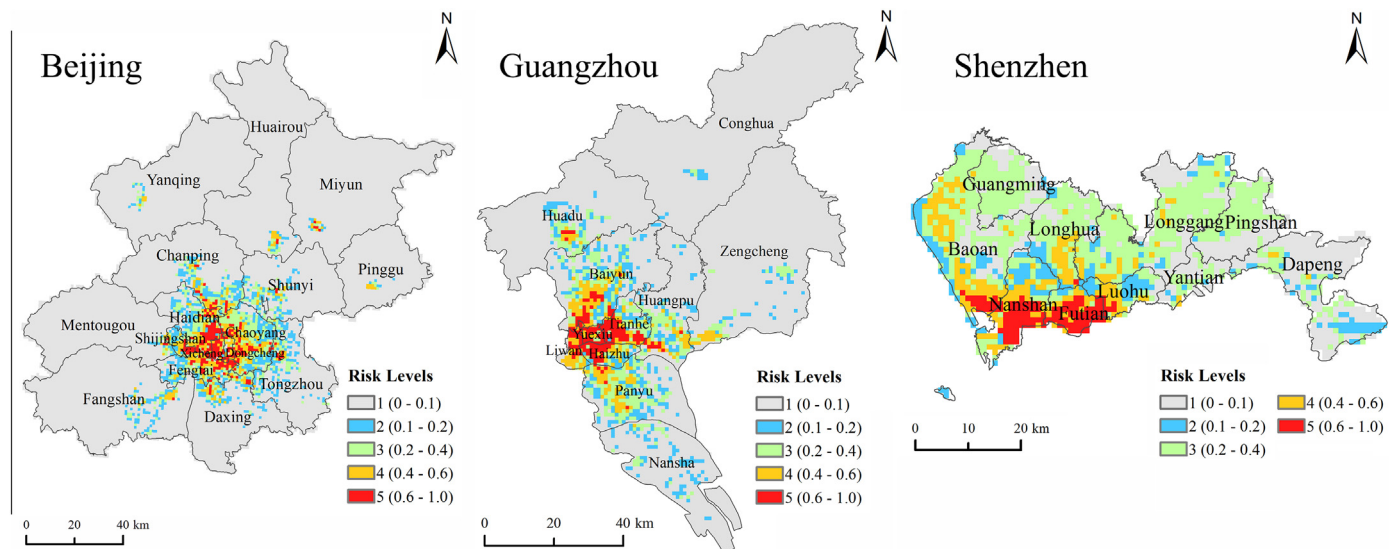 Beijing
N
Huairou
Yanqing
Miyun
Chanping
Pinggu
Shunyi
Mentougou
Haidian
Shijingshan
Chaoyang
Xicheng
Dongcheng
Fengtai
Tongzhou
Fangshan
Daxing
Risk Levels
1 (0 - 0.1)
2 (0.1 - 0.2)
3 (0.2 - 0.4)
4 (0.4 - 0.6)
5 (0.6 - 1.0)
0 20 40 km
Guangzhou
N
Conghua
Huadu
Zengcheng
Baiyun
Huangpu
Tianhe
Yuexiu
Liwan
Haizhu
Panyu
Nansha
Risk Levels
1 (0 - 0.1)
2 (0.1 - 0.2)
3 (0.2 - 0.4)
4 (0.4 - 0.6)
5 (0.6 - 1.0)
0 20 40 km
Shenzhen
N
Guangming
Longgang
Pingshan
Longhua
Baoan
Dapeng
Yantian
Luohu
Nanshan
Futian
Risk Levels
1 (0 - 0.1)
2 (0.1 - 0.2)
3 (0.2 - 0.4)
4 (0.4 - 0.6)
5 (0.6 - 1.0)
0 10 20 km